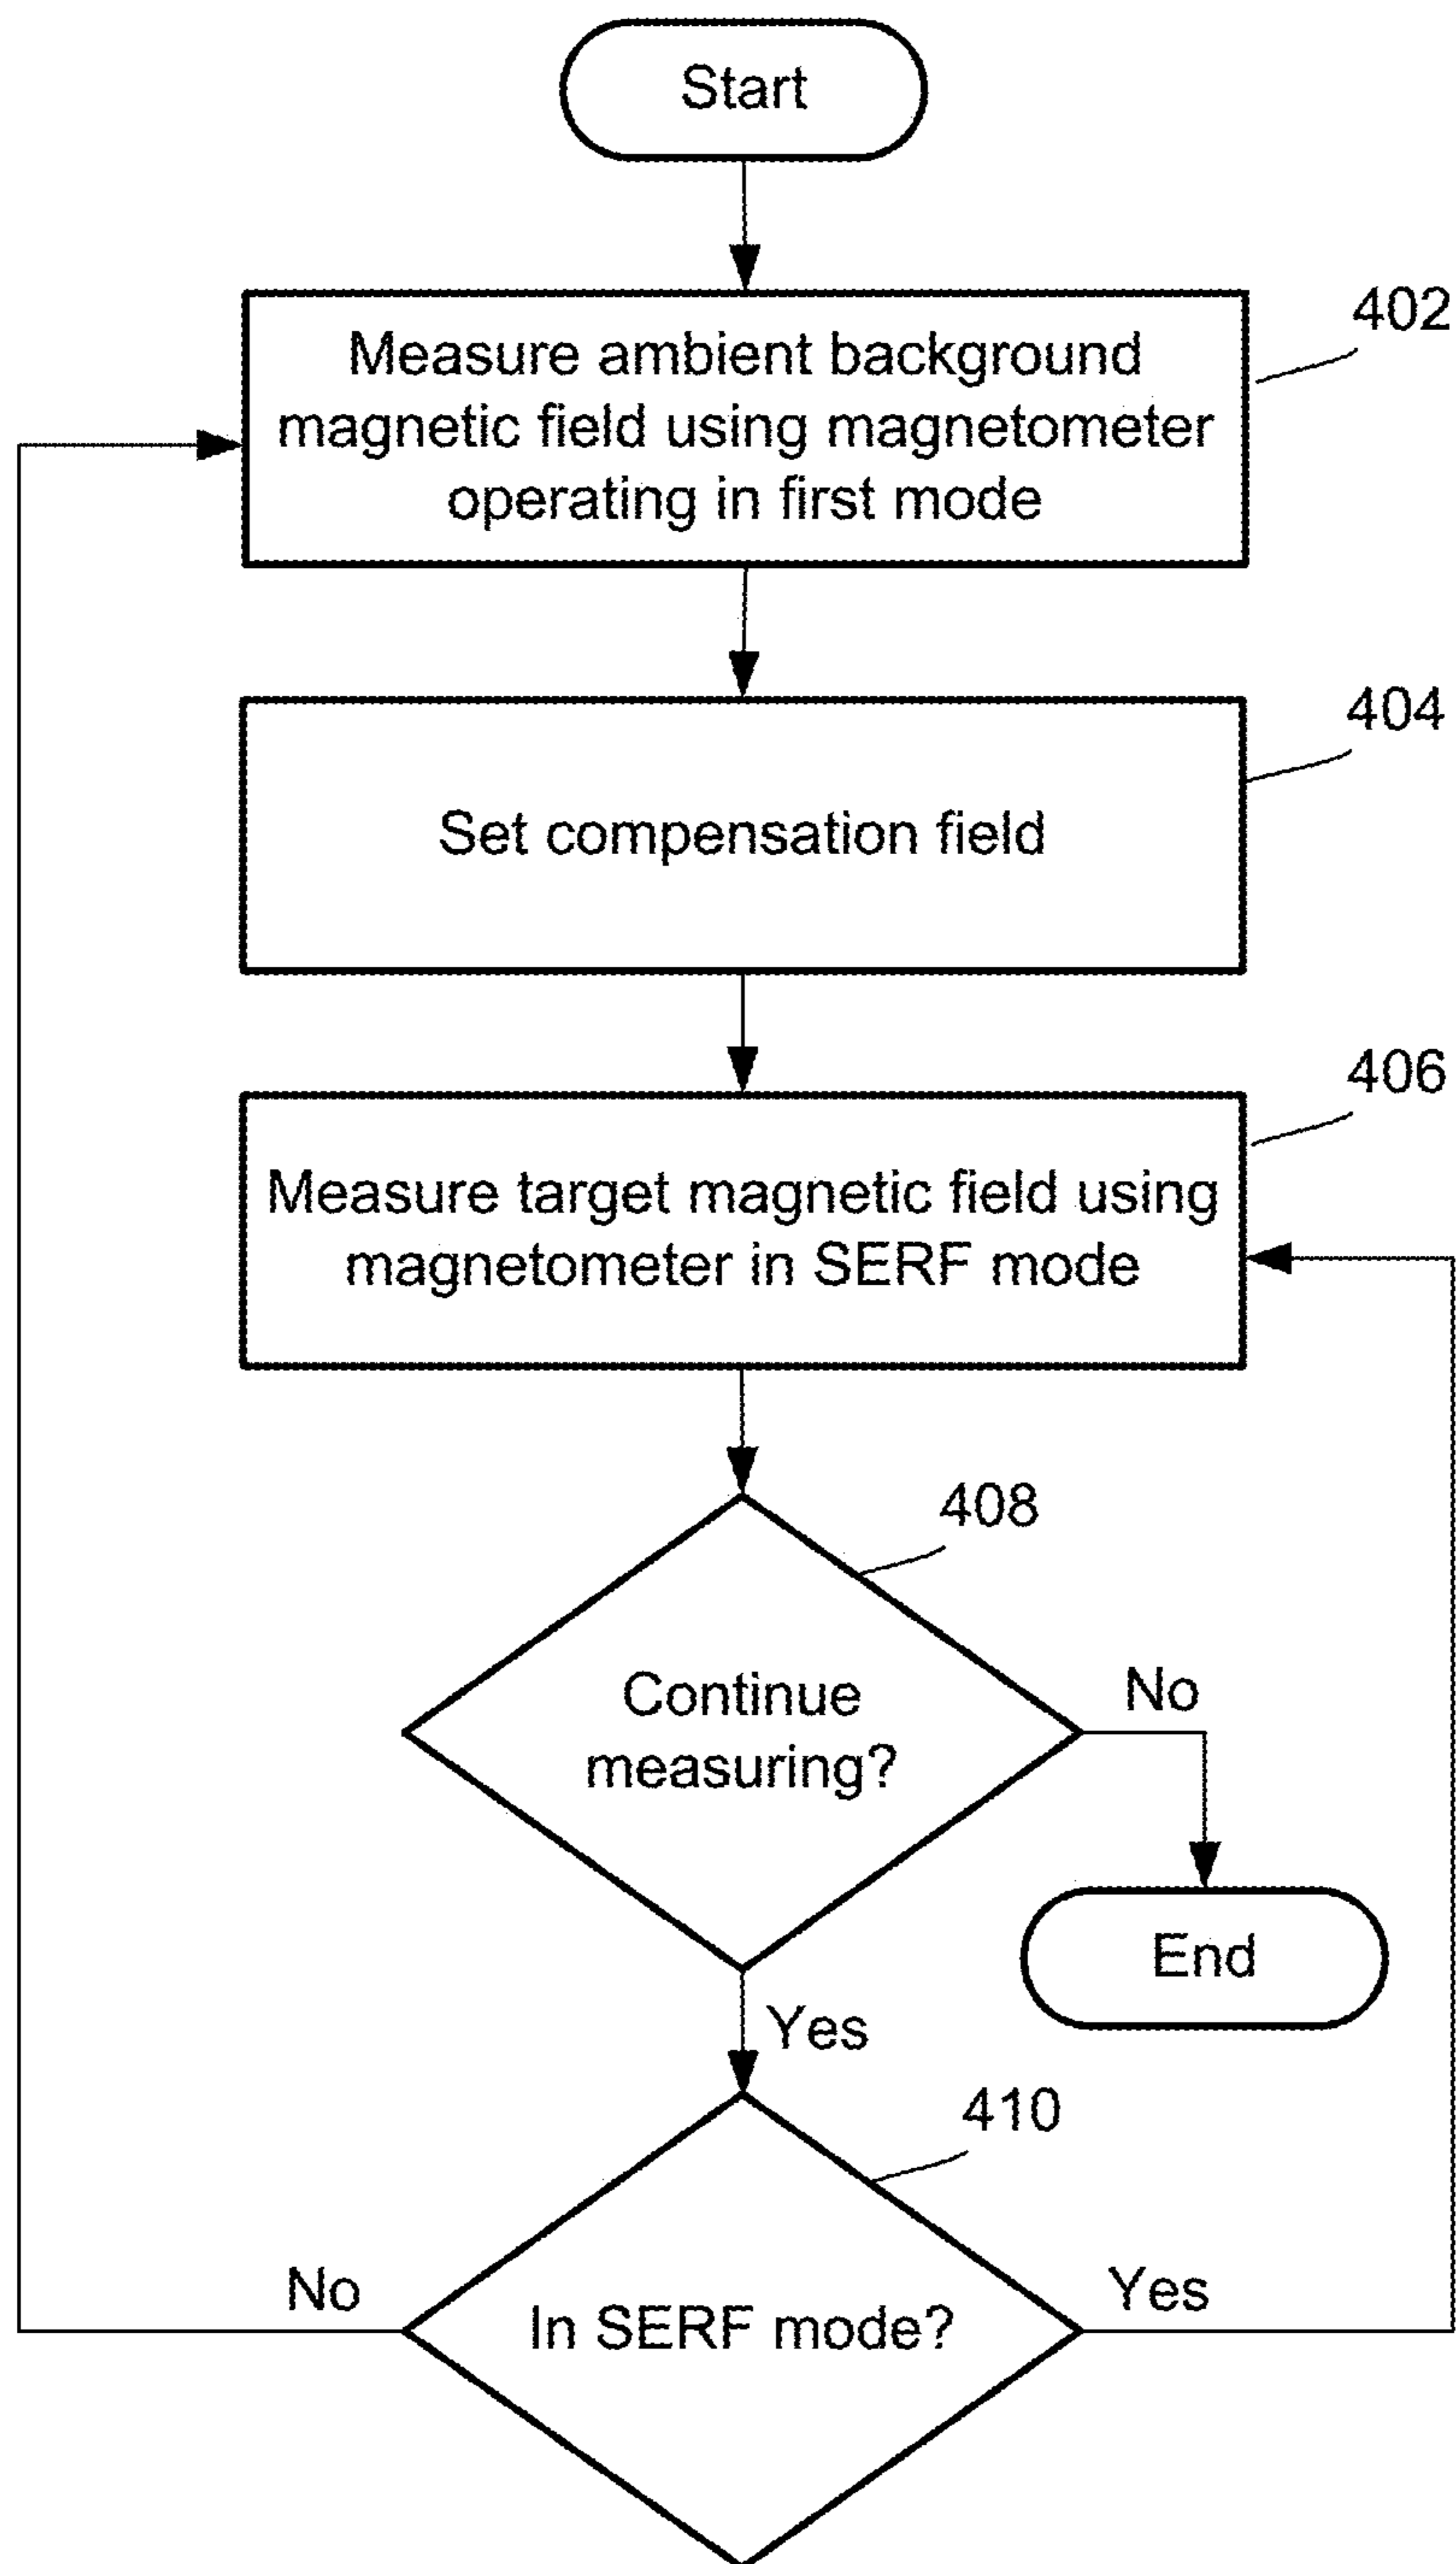 Start
402
Measure ambient background
magnetic field using magnetometer
operating in first mode
404
Set compensation field
406
Measure target magnetic field using
magnetometer in SERF mode
408
Continue
measuring?
No
End
Yes
410
No
In SERF mode?
Yes